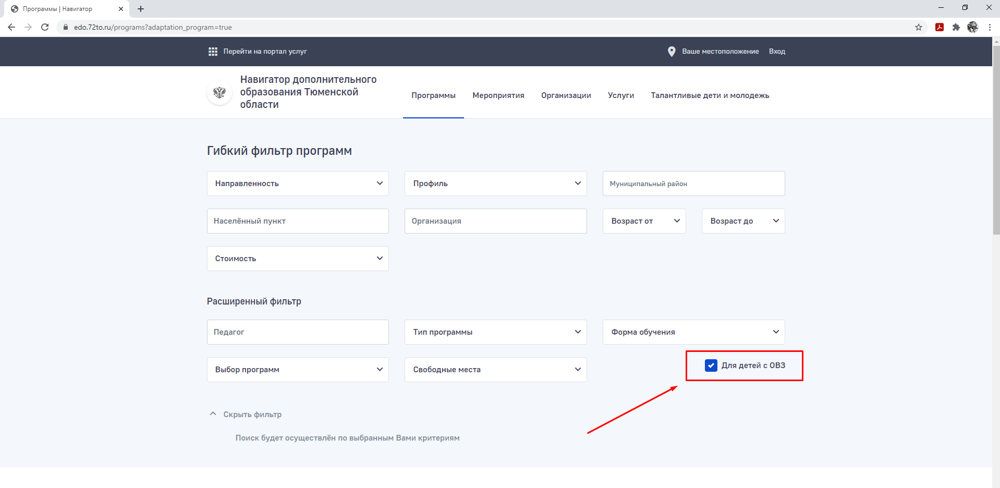 Программы | Навигатор
edo.72to.ru/programs?adaptation_program=true
Перейти на портал услуг
Ваше местоположение
Вход
Навигатор дополнительного
образования Тюменской
области
Программы
Мероприятия
Организации
Услуги
Талантливые дети и молодежь
Гибкий фильтр программ
Направленность
Профиль
Муниципальный район
Населённый пункт
Организация
Возраст от
Возраст до
Стоимость
Расширенный фильтр
Педагог
Тип программы
Форма обучения
Выбор программ
Свободные места
Для детей с ОВЗ
Скрыть фильтр
Поиск будет осуществлён по выбранным Вами критериям